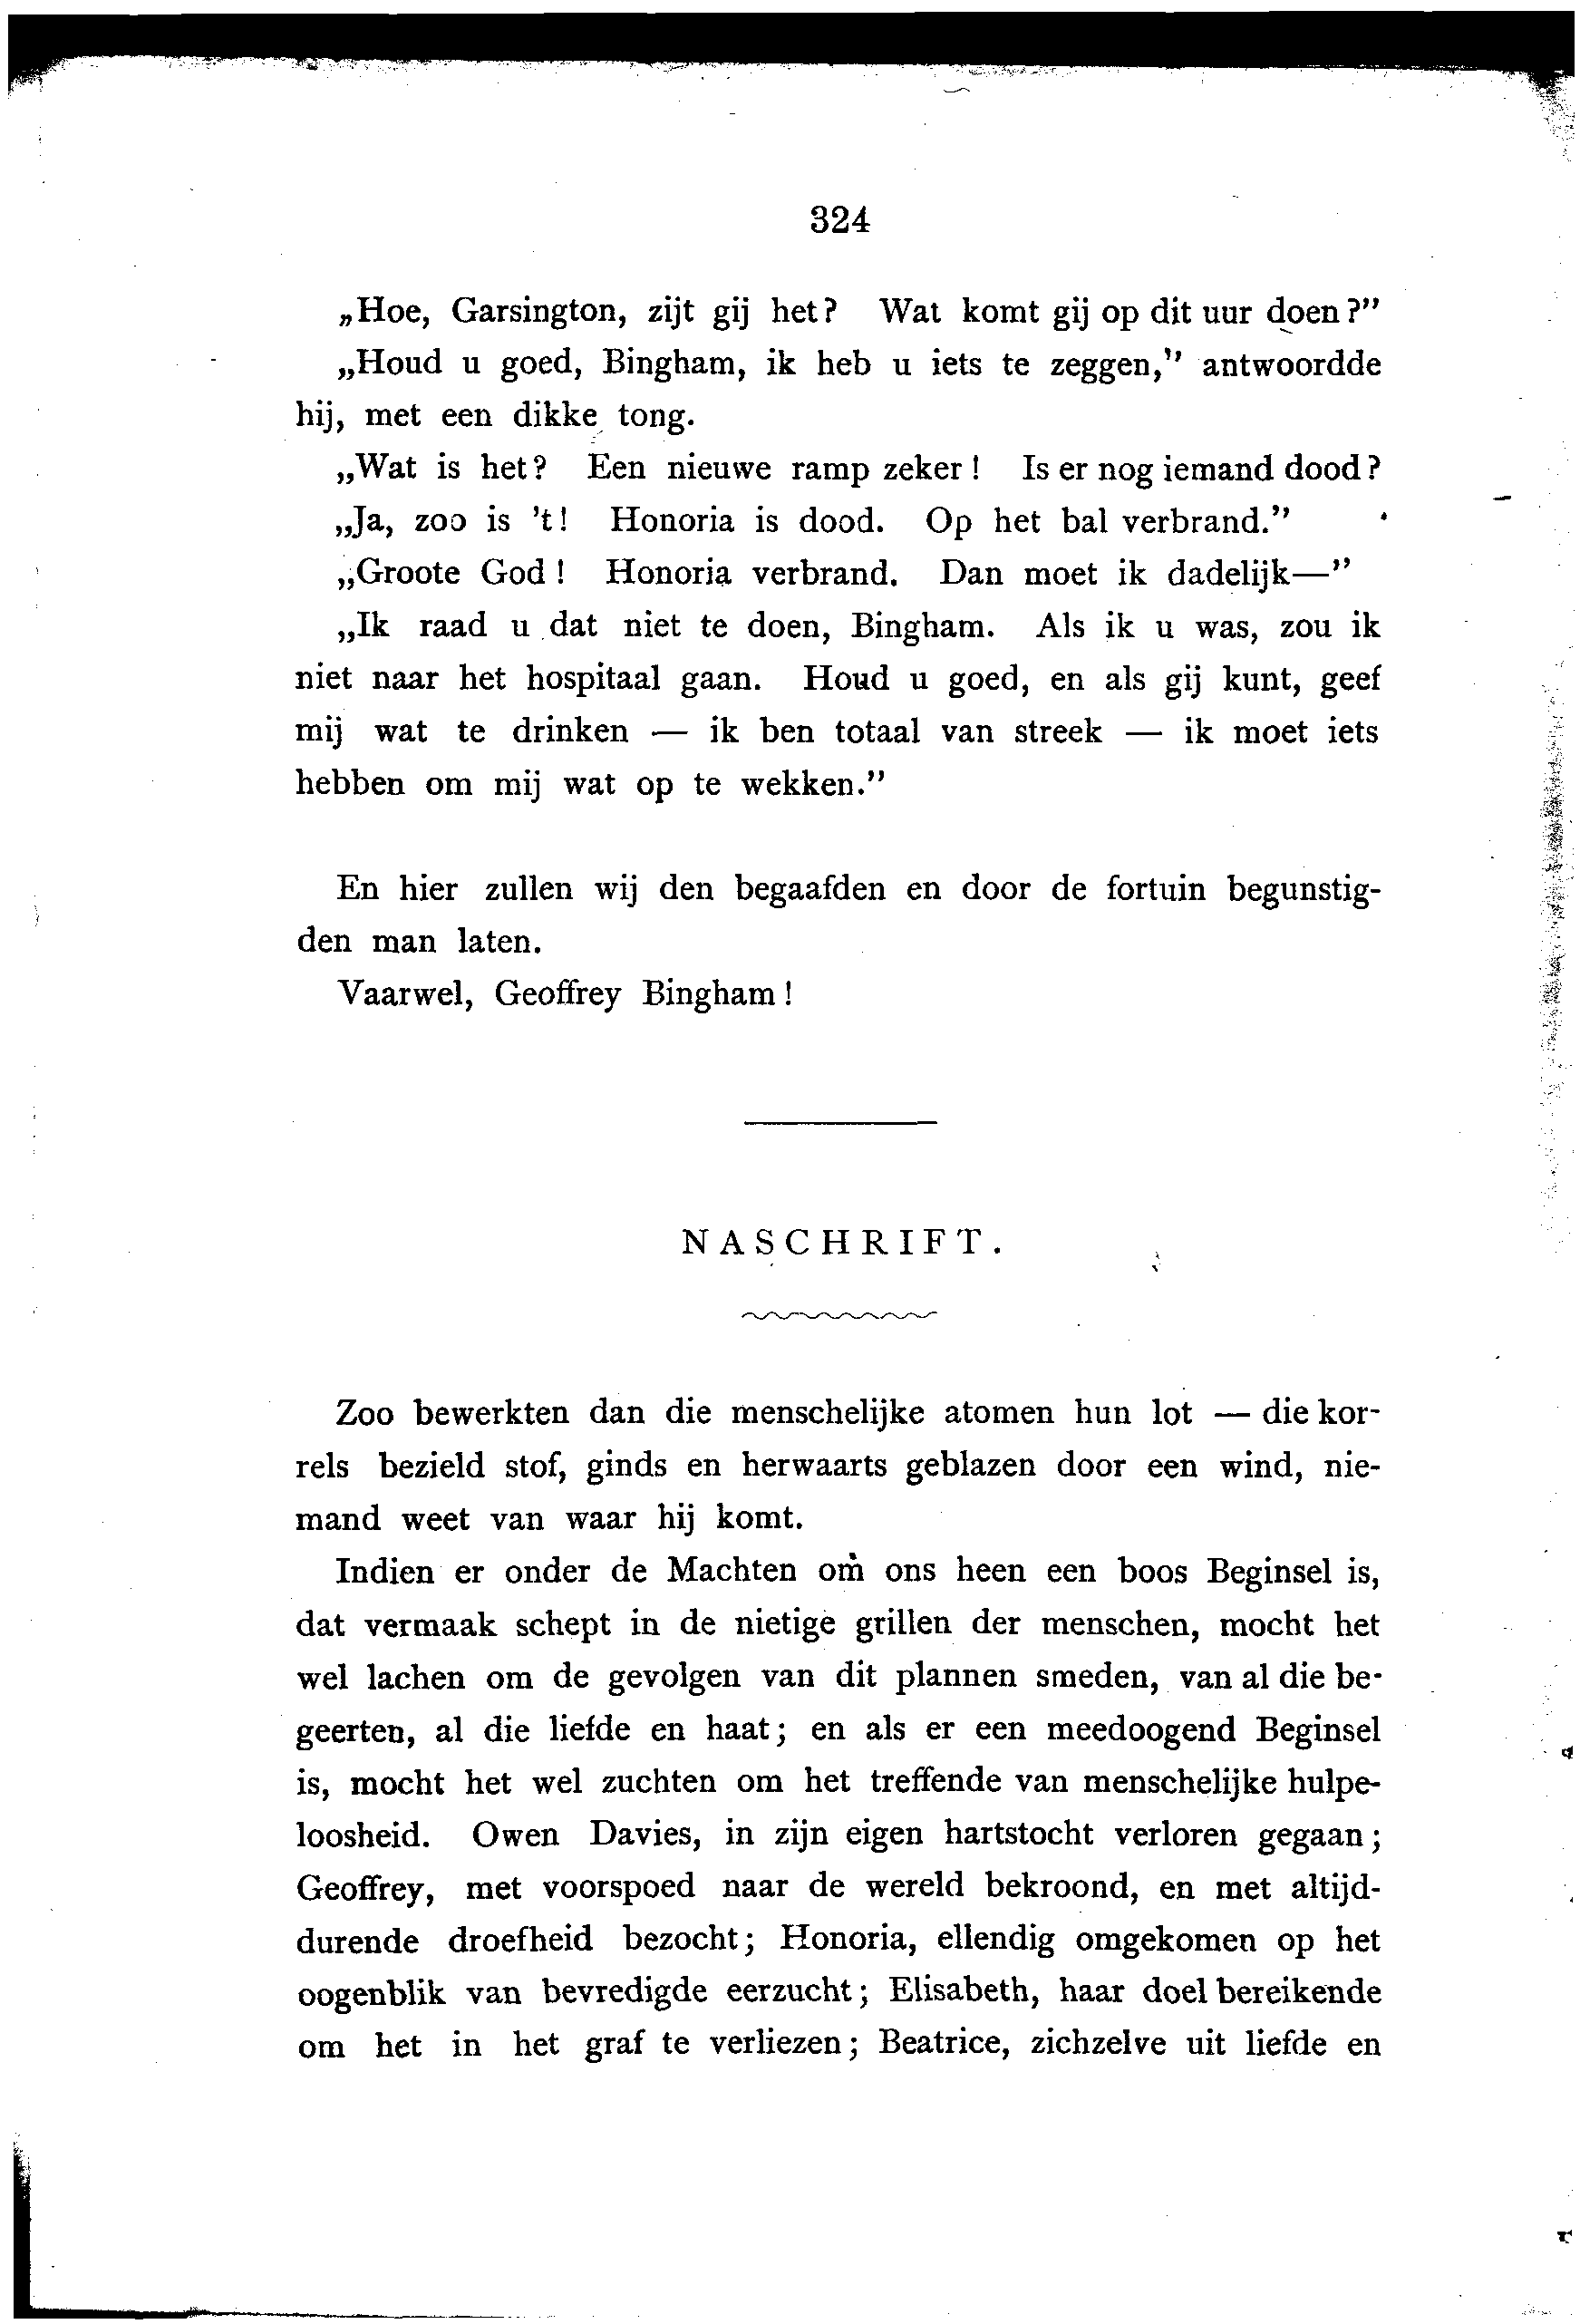 324
„Hoe, Garsington, zijt gij het? Wat komt gij op dit uur doen?”
„Houd u goed, Bingham, ik heb u iets te zeggen,” antwoordde
hij, met een dikke tong.
„Wat is het? Een nieuwe ramp zeker! Is er nog iemand dood?
„Ja, zoo is 't! Honoria is dood. Op het bal verbrand.”
„Groote God! Honoria verbrand. Dan moet ik dadelijk—”
„Ik raad u dat niet te doen, Bingham. Als ik u was, zou ik
niet naar het hospitaal gaan. Houd u goed, en als gij kunt, geef
mij wat te drinken — ik ben totaal van streek — ik moet iets
hebben om mij wat op te wekken.”
En hier zullen wij den begaafden en door de fortuin begunstig-
den man laten.
Vaarwel, Geoffrey Bingham!
NASCHRIFT.
Zoo bewerkten dan die menschelijke atomen hun lot — die kor-
rels bezield stof, ginds en herwaarts geblazen door een wind, nie-
mand weet van waar hij komt.
Indien er onder de Machten om ons heen een boos Beginsel is,
dat vermaak schept in de nietige grillen der menschen, mocht het
wel lachen om de gevolgen van dit plannen smeden, van al die be-
geerten, al die liefde en haat; en als er een meedoogend Beginsel
is, mocht het wel zuchten om het treffende van menschelijke hulpe-
loosheid. Owen Davies, in zijn eigen hartstocht verloren gegaan;
Geoffrey, met voorspoed naar de wereld bekroond, en met altijd-
durende droefheid bezocht; Honoria, ellendig omgekomen op het
oogenblik van bevredigde eerzucht; Elisabeth, haar doel bereikende
om het in het graf te verliezen; Beatrice, zichzelve uit liefde en